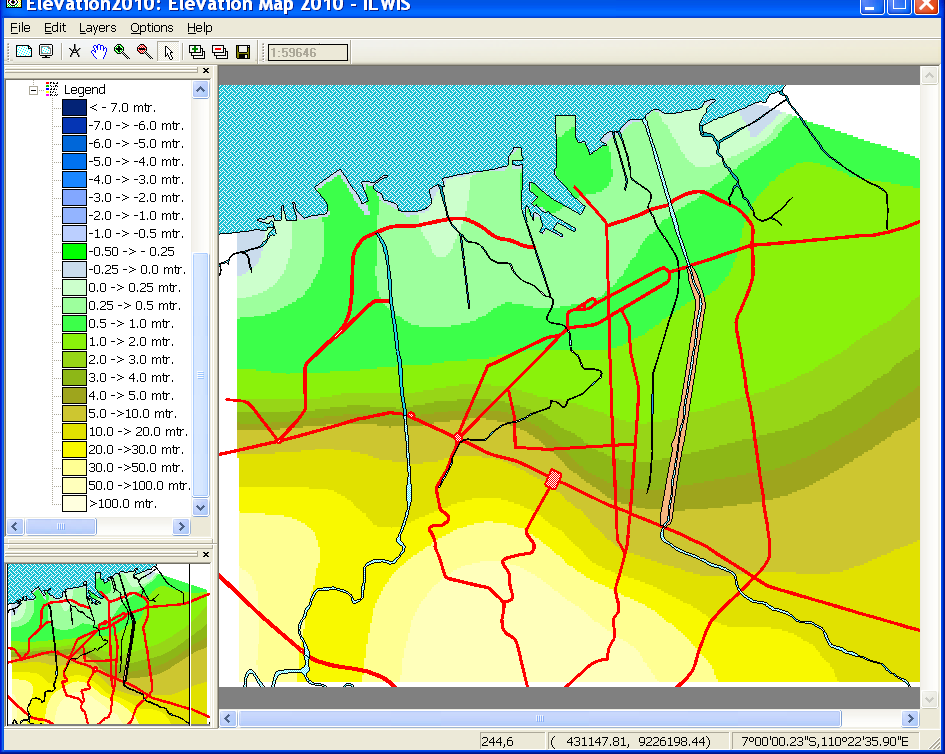 Elevation2010: Elevation Map 2010 - ILWIS
File Edit Layers Options Help
1:59646
Legend
< - 7.0 mtr.
-7.0 -> -6.0 mtr.
-6.0 -> -5.0 mtr.
-5.0 -> -4.0 mtr.
-4.0 -> -3.0 mtr.
-3.0 -> -2.0 mtr.
-2.0 -> -1.0 mtr.
-1.0 -> -0.5 mtr.
-0.50 -> - 0.25
-0.25 -> 0.0 mtr.
0.0 -> 0.25 mtr.
0.25 -> 0.5 mtr.
0.5 -> 1.0 mtr.
1.0 -> 2.0 mtr.
2.0 -> 3.0 mtr.
3.0 -> 4.0 mtr.
4.0 -> 5.0 mtr.
5.0 ->10.0 mtr.
10.0 -> 20.0 mtr.
20.0 ->30.0 mtr.
30.0 ->50.0 mtr.
50.0 ->100.0 mtr.
>100.0 mtr.
244,6 ( 431147.81, 9226198.44) 7°00'00.23"S,110°22'35.90"E